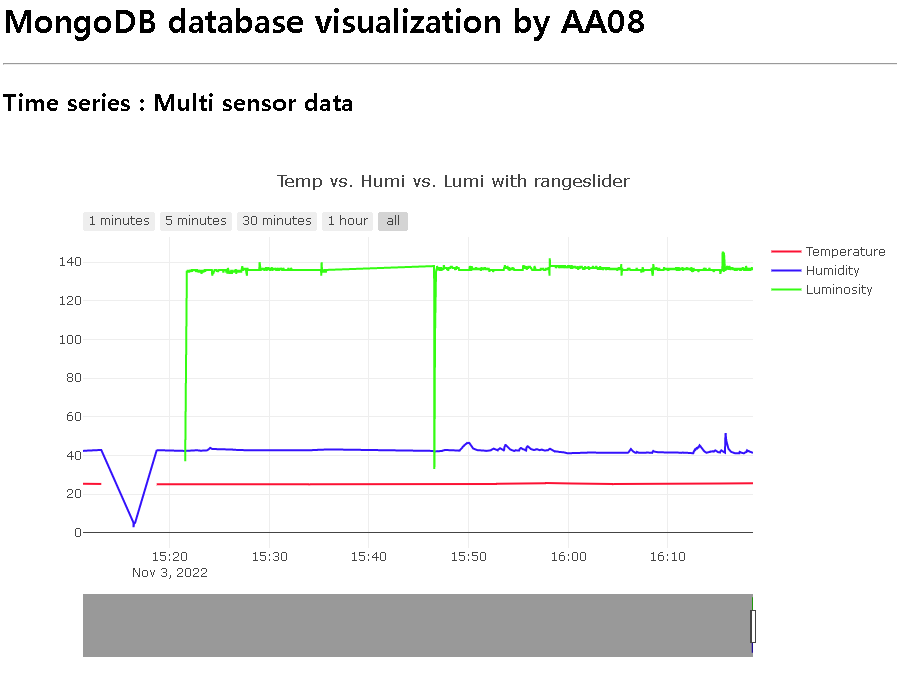 MongoDB database visualization by AA08
Time series : Multi sensor data
Temp vs. Humi vs. Lumi with rangeslider
1 minutes 5 minutes 30 minutes 1 hour all
Temperature
Humidity
Luminosity
140
120
100
80
60
40
20
0
15:20 15:30 15:40 15:50 16:00 16:10
Nov 3, 2022